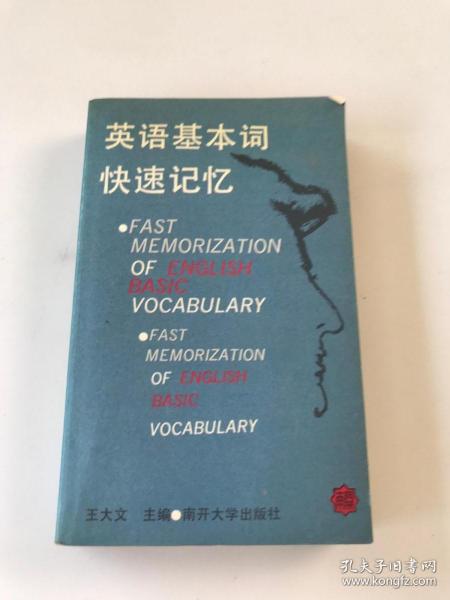 英语基本词
快速记忆
●FAST
MEMORIZATION
OF ENGLISH
BASIC
VOCABULARY
●FAST
MEMORIZATION
OF ENGLISH
BASIC
VOCABULARY
王大文 主编●南开大学出版社
孔夫子旧书网
www.kongfz.com